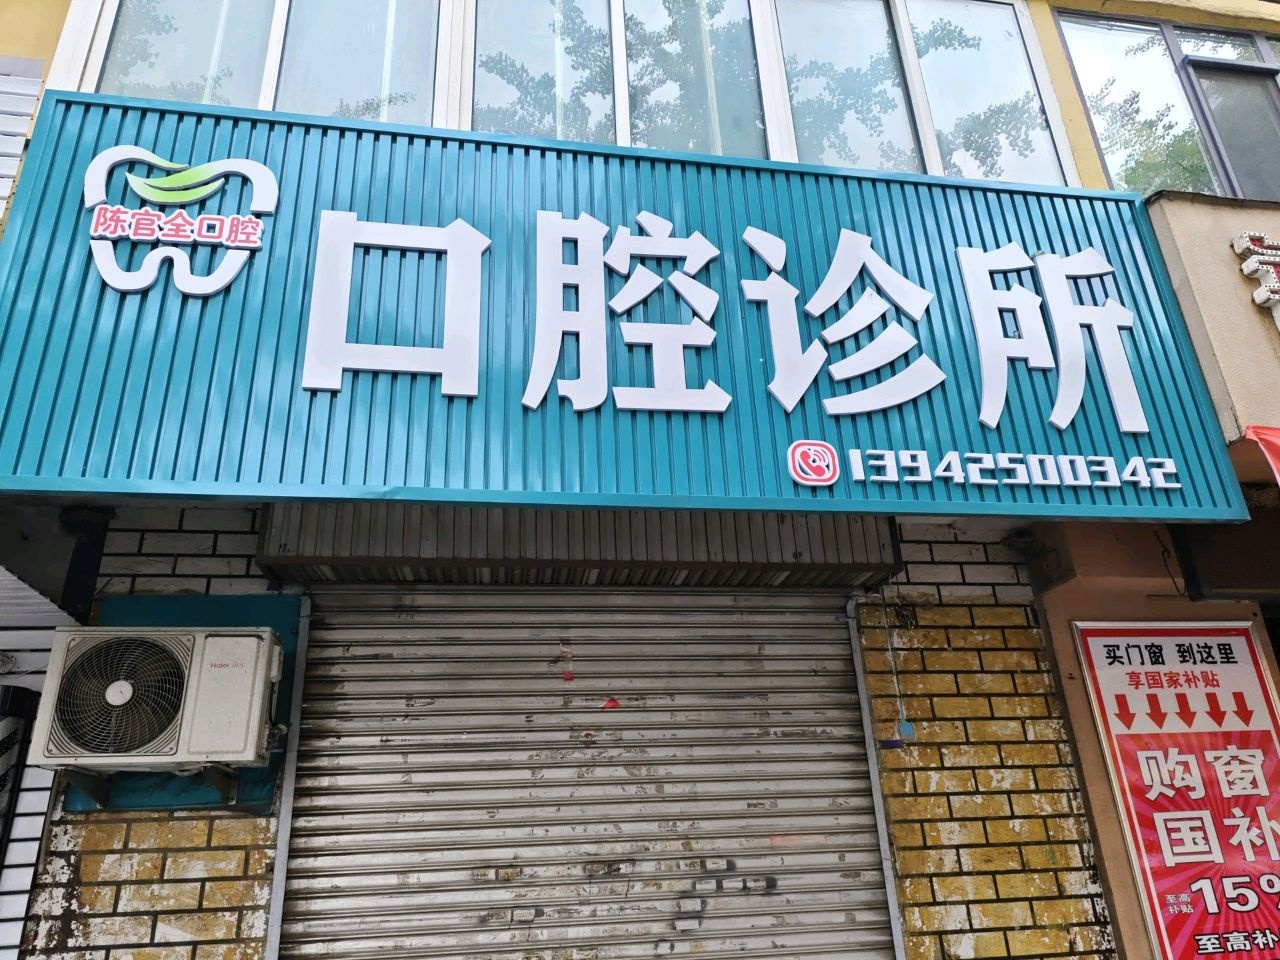 陈官全口腔
口腔诊所
13942500342
Haier
买门窗 到这里
享国家补贴
购窗
国补
至高补贴 15%
至高补